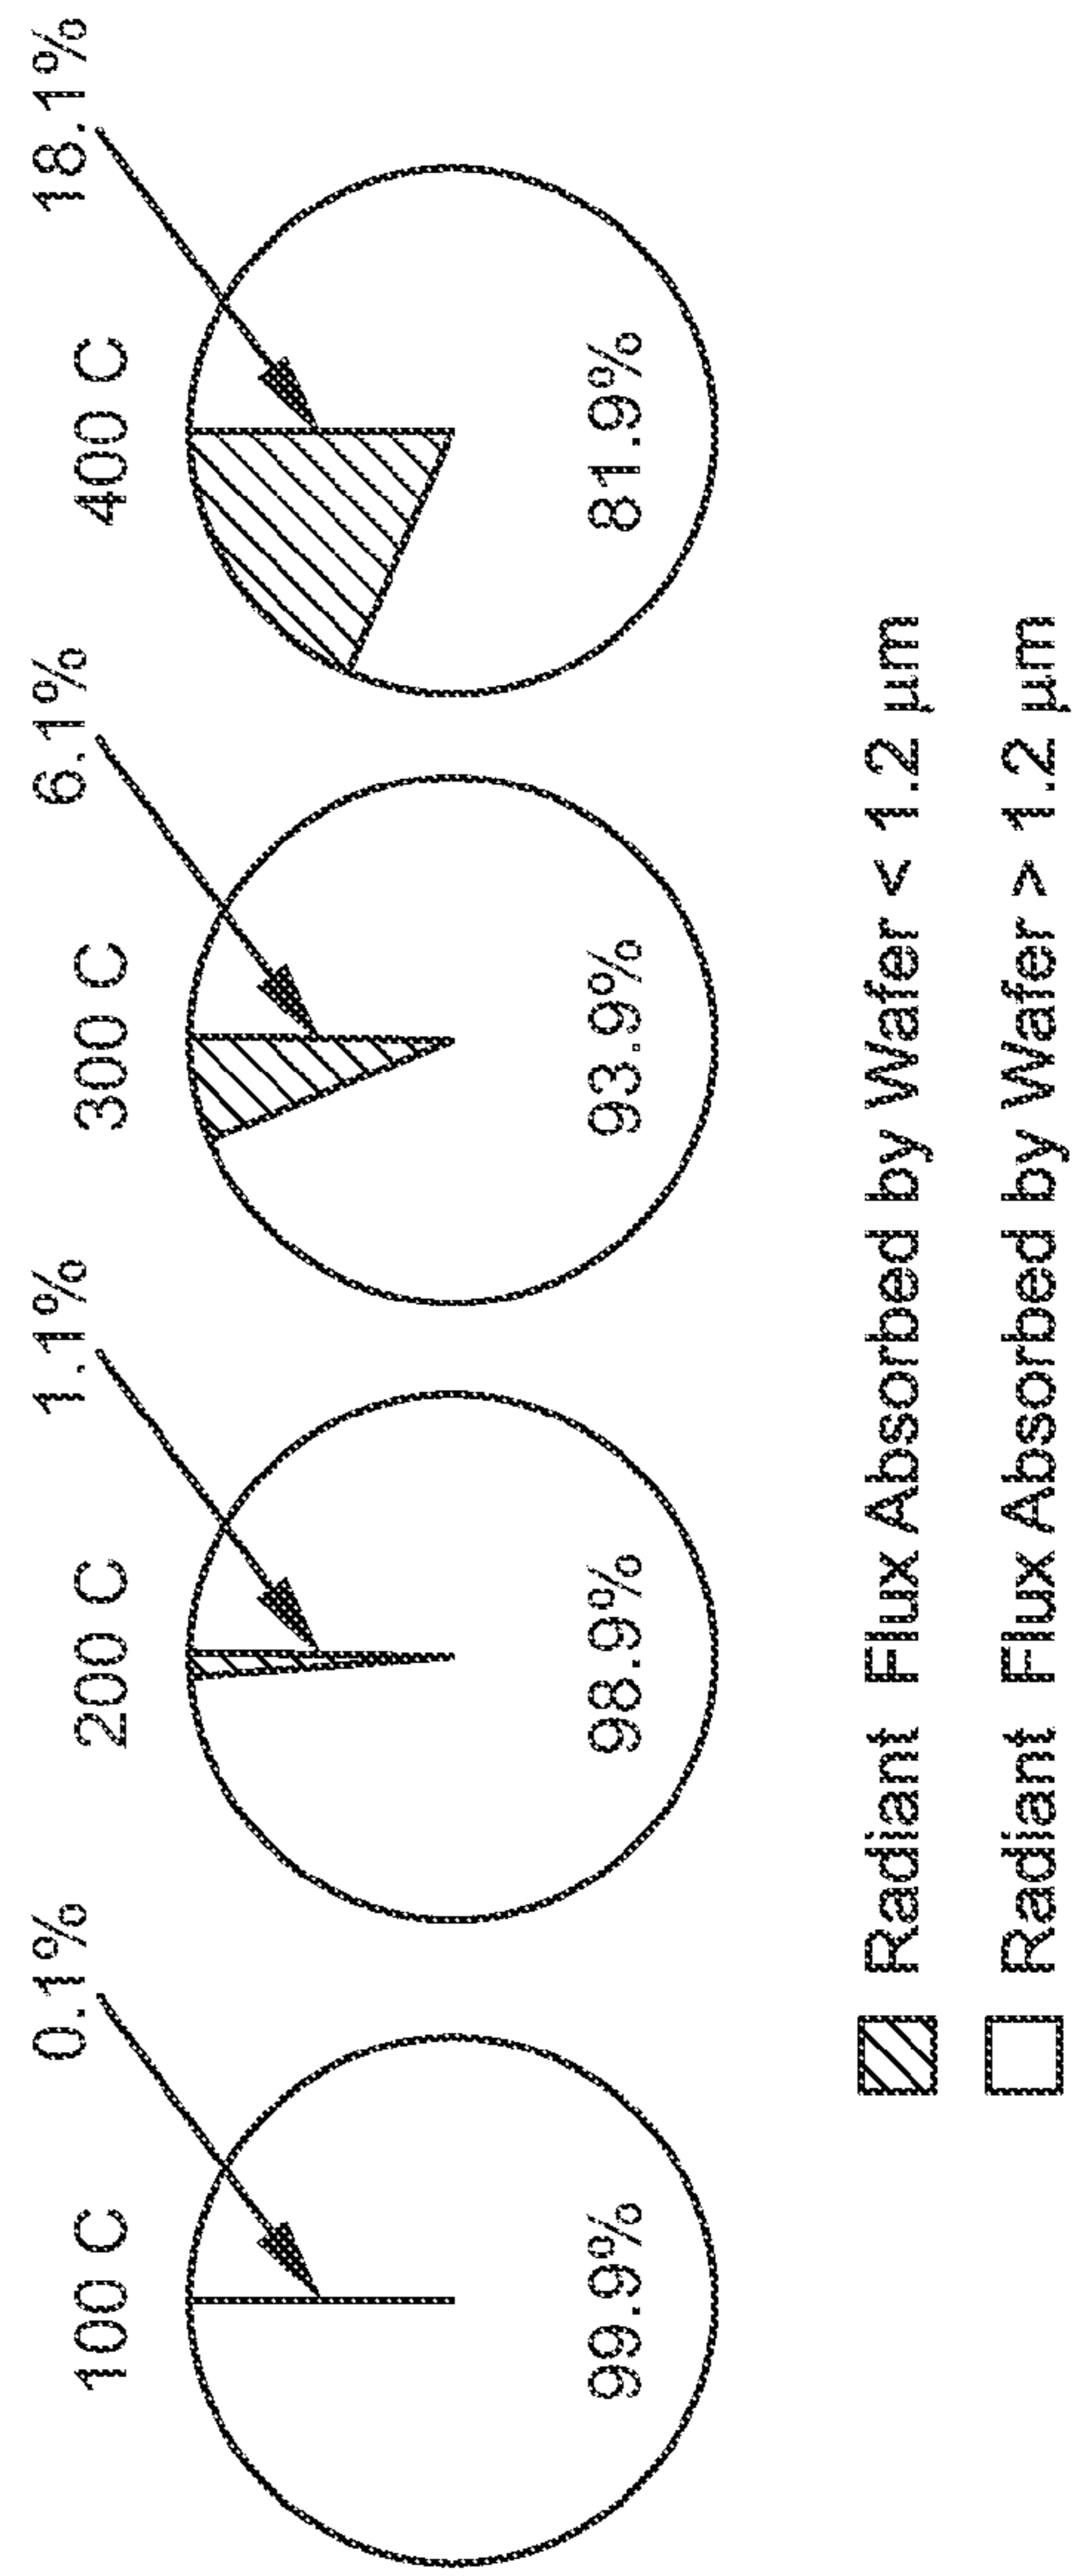 100 C 200 C 300 C 400 C
0.1% 1.1% 6.1% 18.1%
99.9% 98.9% 93.9% 81.9%
Radiant Flux Absorbed by Wafer < 1.2 µm
Radiant Flux Absorbed by Wafer > 1.2 µm